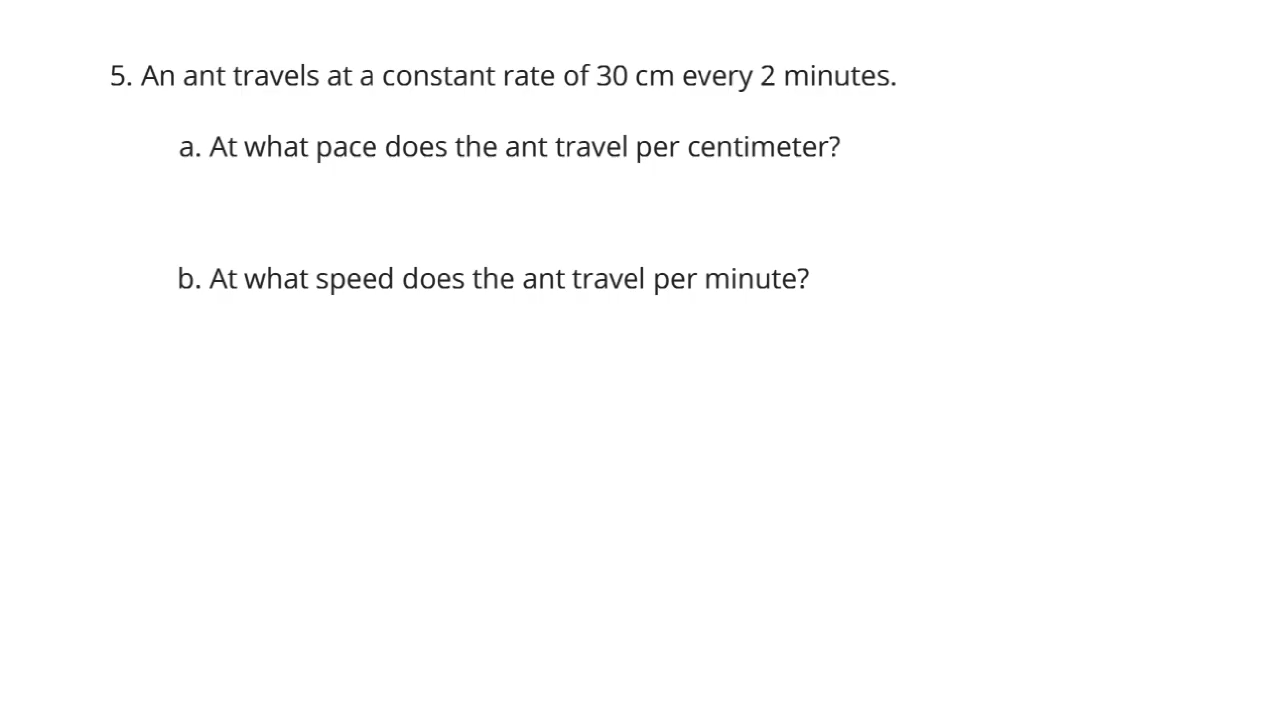 5. An ant travels at a constant rate of 30 cm every 2 minutes.
a. At what pace does the ant travel per centimeter?
b. At what speed does the ant travel per minute?